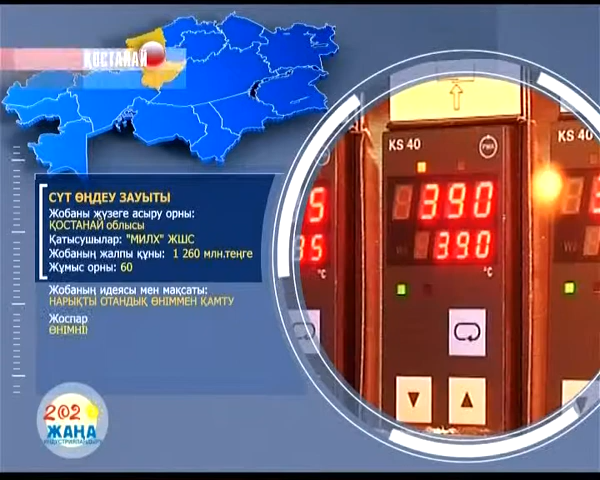 ҚОСТАНАЙ
СҮТ ӨҢДЕУ ЗАУЫТЫ
Жобаны жүзеге асыру орны:
ҚОСТАНАЙ облысы
Қатысушылар: "МИЛХ" ЖШС
Жобаның жалпы құны: 1 260 млн.теңге
Жұмыс орны: 60
Жобаның идеясы мен мақсаты:
НАРЫҚТЫ ОТАНДЫҚ ӨНІММЕН ҚАМТУ
Жоспар
ӨНІМНІ
KS 40
390
390
°C
5
35
°C
KS
2020
ЖАҢА